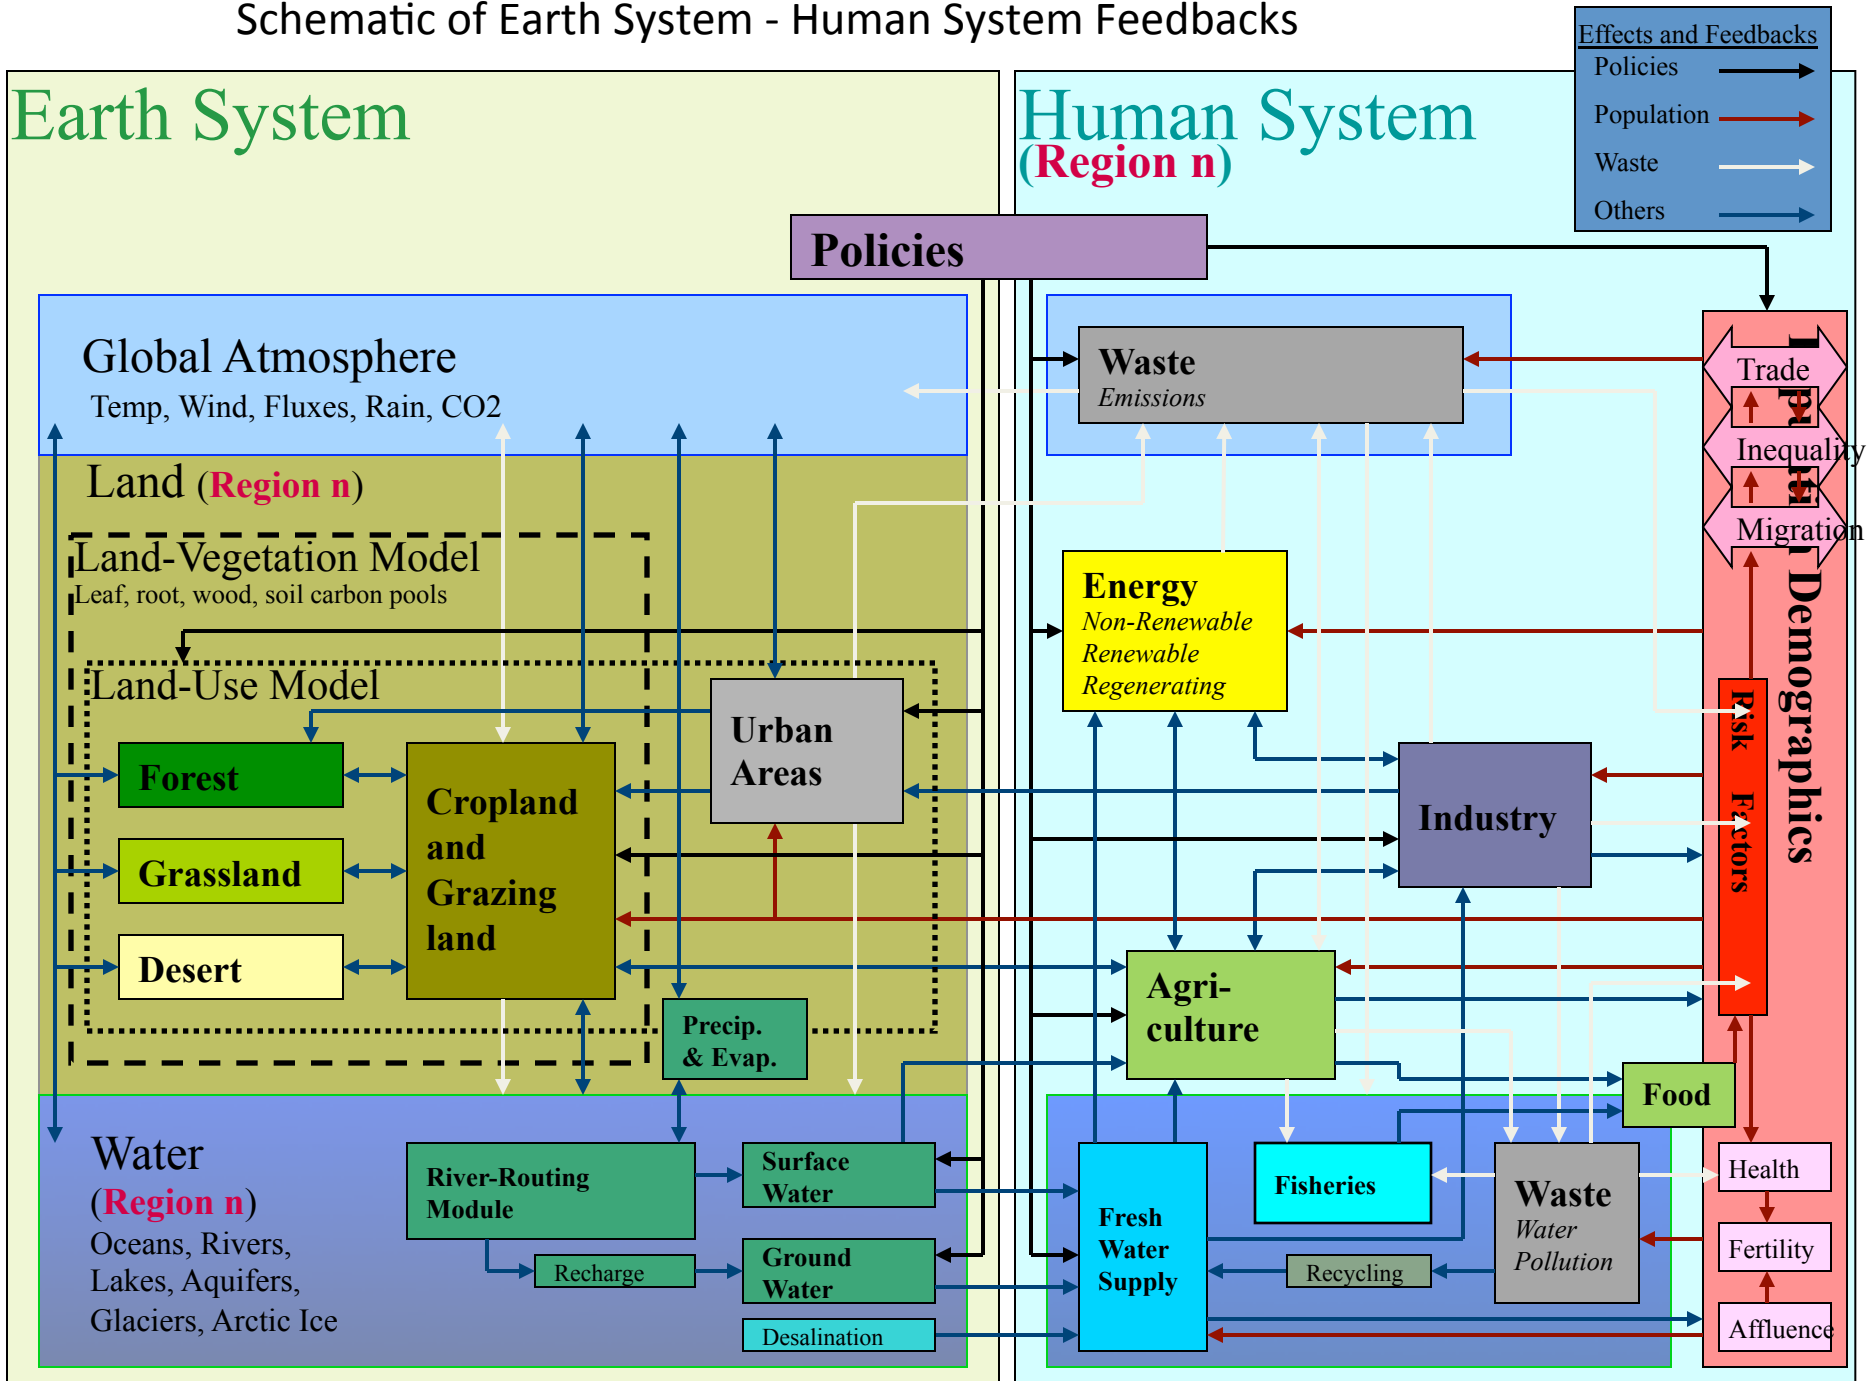 Schematic of Earth System - Human System Feedbacks
Effects and Feedbacks
Policies
Population
Waste
Others
Earth System
Human System
(Region n)
Policies
Global Atmosphere
Temp, Wind, Fluxes, Rain, CO2
Land (Region n)
Land-Vegetation Model
Leaf, root, wood, soil carbon pools
Land-Use Model
Forest
Grassland
Desert
Cropland
and
Grazing
land
Urban
Areas
Precip.
& Evap.
Water
(Region n)
Oceans, Rivers,
Lakes, Aquifers,
Glaciers, Arctic Ice
River-Routing
Module
Recharge
Surface
Water
Ground
Water
Desalination
Waste
Emissions
Energy
Non-Renewable
Renewable
Regenerating
Industry
Agri-
culture
Food
Fresh
Water
Supply
Fisheries
Recycling
Waste
Water
Pollution
Demographics
Trade
Inequality
Migration
Risk Factors
Health
Fertility
Affluence